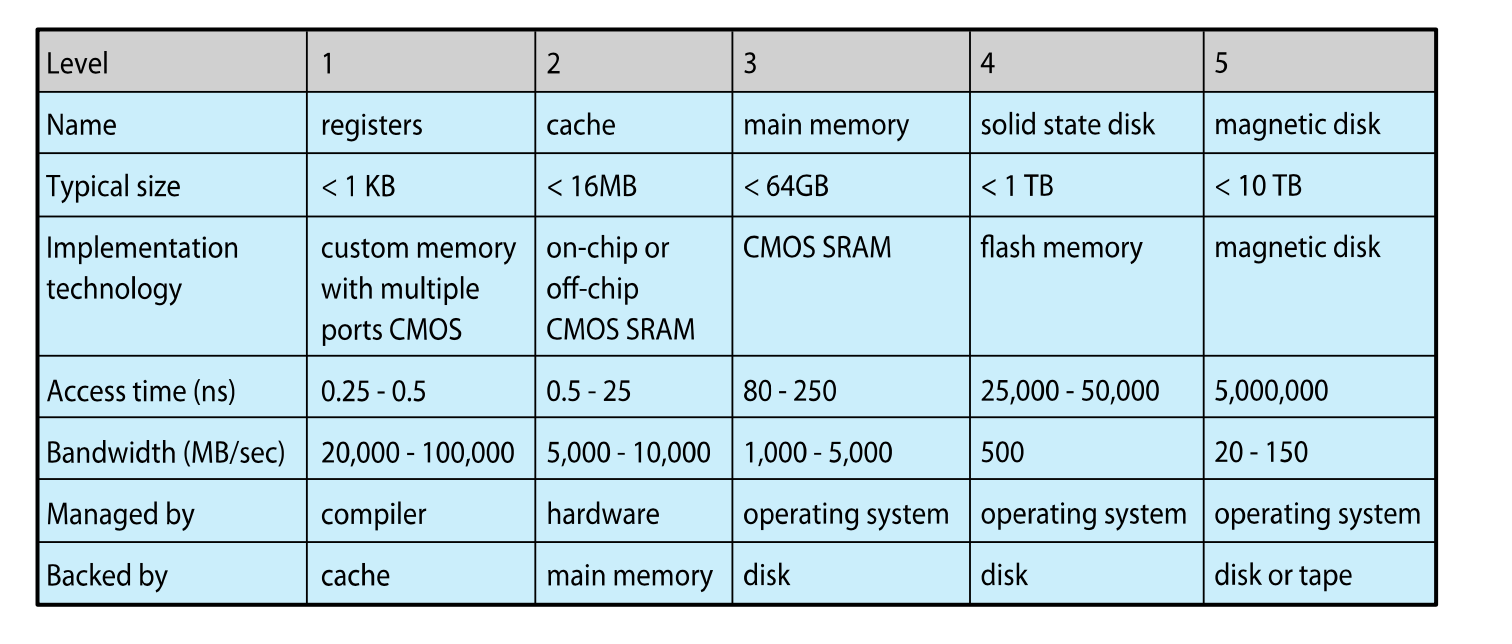 Level 1 2 3 4 5
Name registers cache main memory solid state disk magnetic disk
Typical size < 1 KB < 16MB < 64GB < 1 TB < 10 TB
Implementation custom memory on-chip or CMOS SRAM flash memory magnetic disk
technology with multiple off-chip
ports CMOS CMOS SRAM
Access time (ns) 0.25 - 0.5 0.5 - 25 80 - 250 25,000 - 50,000 5,000,000
Bandwidth (MB/sec) 20,000 - 100,000 5,000 - 10,000 1,000 - 5,000 500 20 - 150
Managed by compiler hardware operating system operating system operating system
Backed by cache main memory disk disk disk or tape